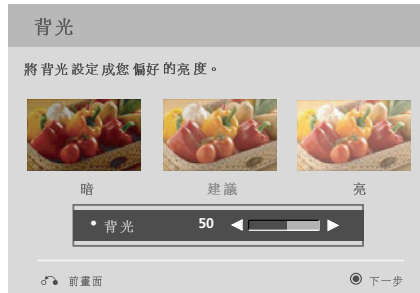 背光
將背光設定成您偏好的亮度。
暗 建議 亮
• 背光 50
前畫面 下一步